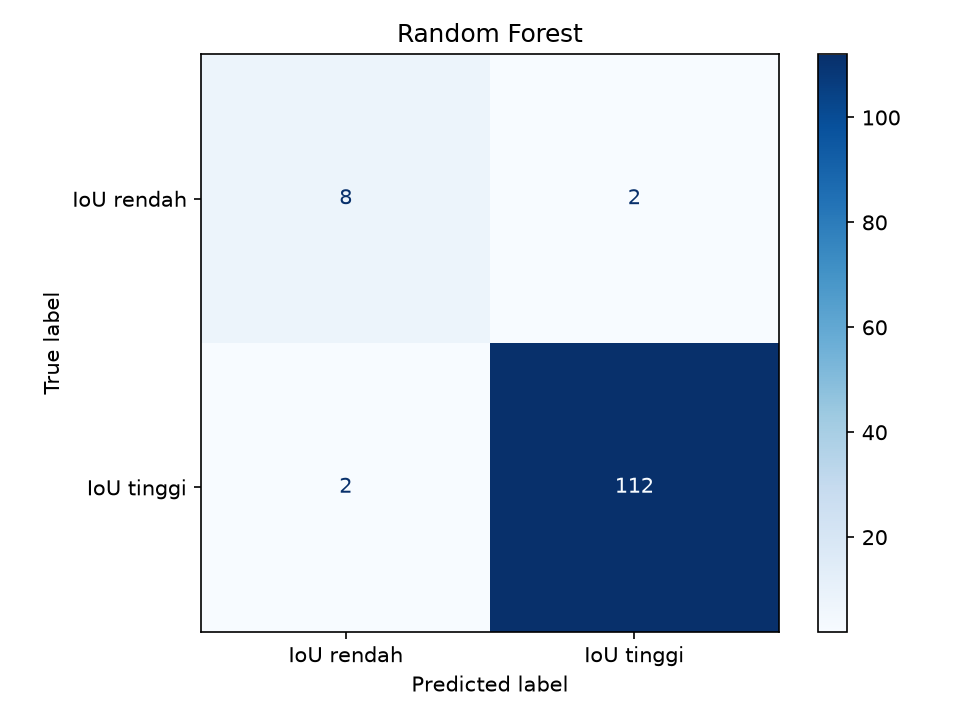 Random Forest
100
IoU rendah
8
2
80
60
True label
40
IoU tinggi
2
112
20
IoU rendah
IoU tinggi
Predicted label